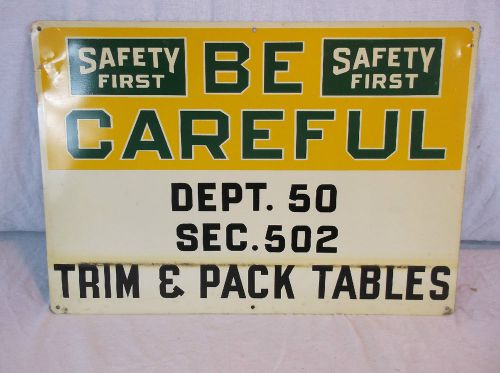 SAFETY FIRST BE SAFETY FIRST
CAREFUL
DEPT. 50
SEC. 502
TRIM & PACK TABLES